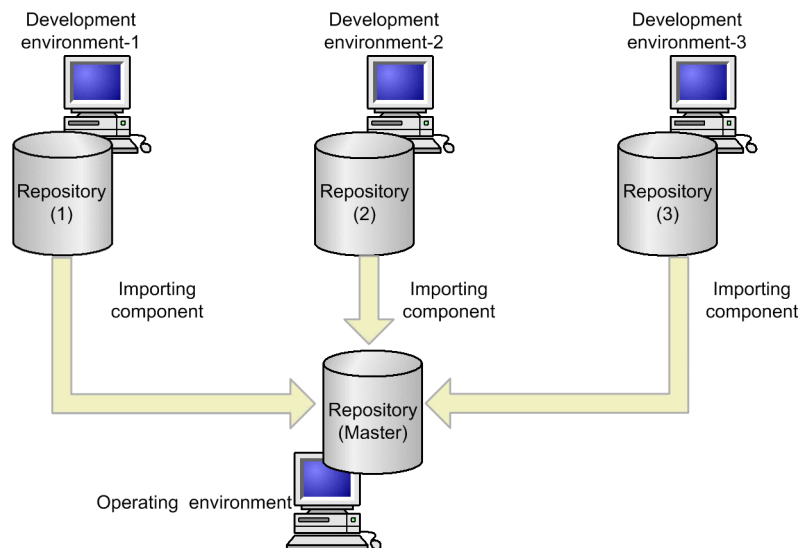 Development
environment-1
Development
environment-2
Development
environment-3
Repository
(1)
Repository
(2)
Repository
(3)
Importing
component
Importing
component
Importing
component
Repository
(Master)
Operating environment